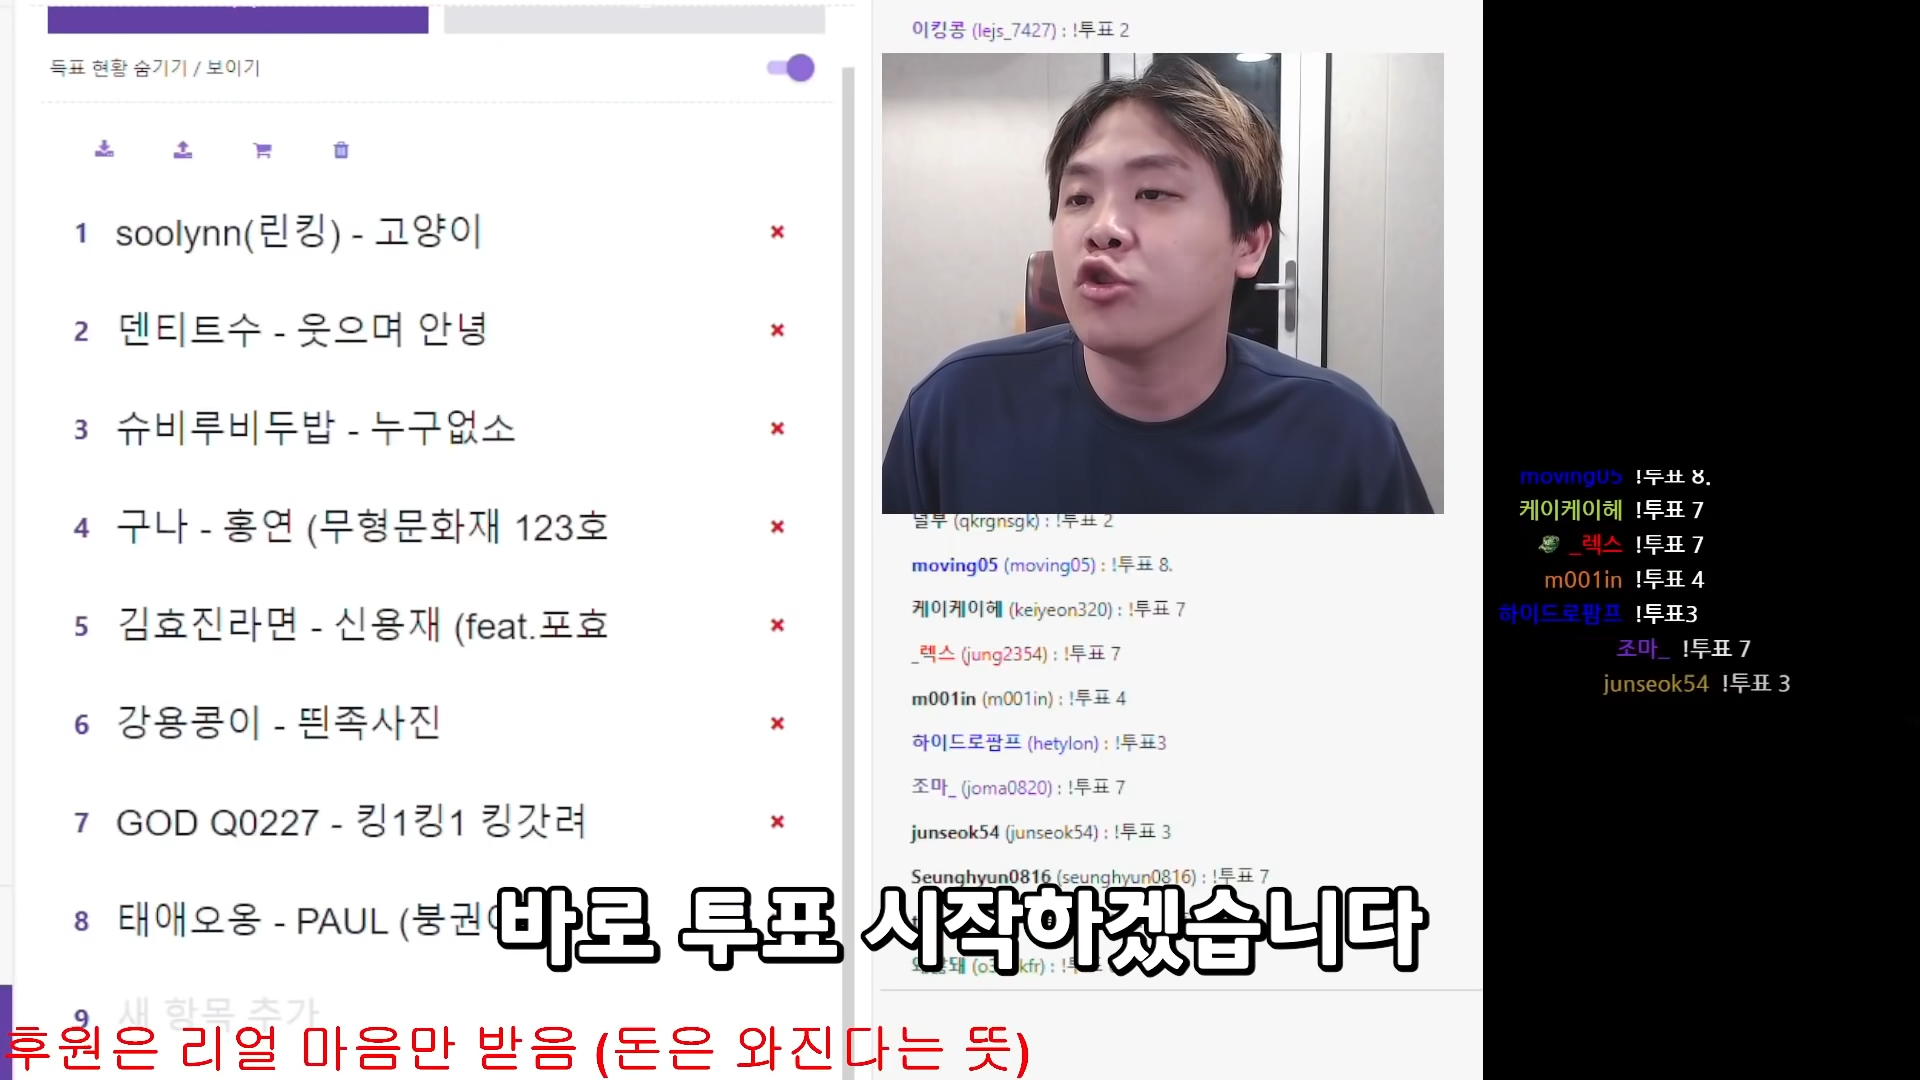 득표 현황 숨기기 / 보이기
1 soolynn(린킹) - 고양이
2 덴티트수 - 웃으며 안녕
3 슈비루비두밥 - 누구없소
4 구나 - 홍연 (무형문화재 123호
5 김효진라면 - 신용재 (feat.포효
6 강용콩이 - 띈족사진
7 GOD Q0227 - 킹1킹1 킹갓려
8 태애오옹 - PAUL (붕권
9 새 항목 추가
이킹콩 (lejs_7427) : !투표 2
널부 (qkrgnsgk) : !투표 2
moving05 (moving05) : !투표 8.
케이케이헤 (keiyeon320) : !투표 7
_렉스 (jung2354) : !투표 7
m001in (m001in) : !투표 4
하이드로팜프 (hetylon) : !투표3
조마_ (joma0820) : !투표 7
junseok54 (junseok54) : !투표 3
Seunghyun0816 (seunghyun0816) : !투표 7
바로 투표 시작하겠습니다
후원은 리얼 마음만 받음 (돈은 와진다는 뜻)
moving05 !투표 8.
케이케이헤 !투표 7
_렉스 !투표 7
m001in !투표 4
하이드로팜프 !투표3
조마_ !투표 7
junseok54 !투표 3